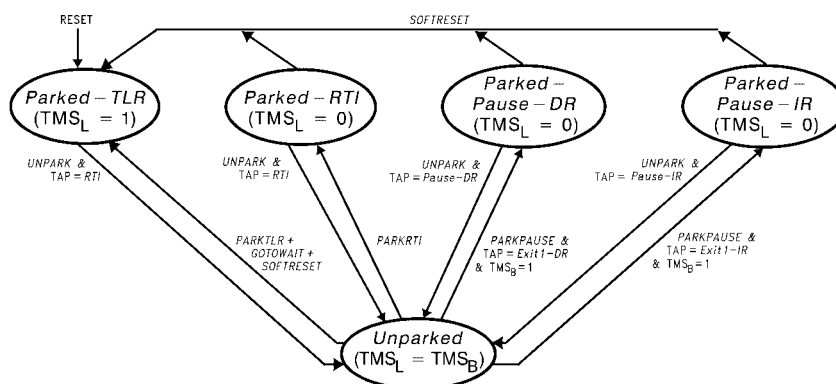 RESET
SOFTRESET
Parked-TLR
(TMS_L = 1)
Parked-RTI
(TMS_L = 0)
Parked-
Pause-DR
(TMS_L = 0)
Parked-
Pause-IR
(TMS_L = 0)
UNPARK &
TAP=RTI
UNPARK &
TAP=RTI
UNPARK &
TAP=Pause-DR
UNPARK &
TAP=Pause-IR
PARKTLR+
GOTOWAIT+
SOFTRESET
PARKRTI
PARKPAUSE &
TAP=Exit1-DR
& TMS_B=1
PARKPAUSE &
TAP=Exit1-IR
& TMS_B=1
Unparked
(TMS_L = TMS_B)